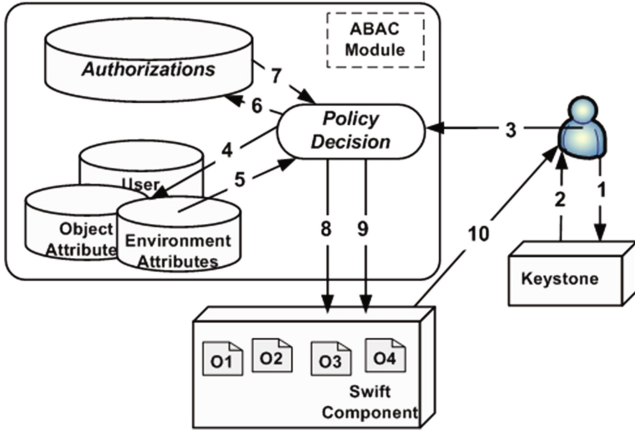 ABAC
Module
Authorizations
7
6
Policy
Decision
3
4
5
User
Object
Attribute
Environment
Attributes
8
9
10
2
1
Keystone
O1
O2
O3
O4
Swift
Component